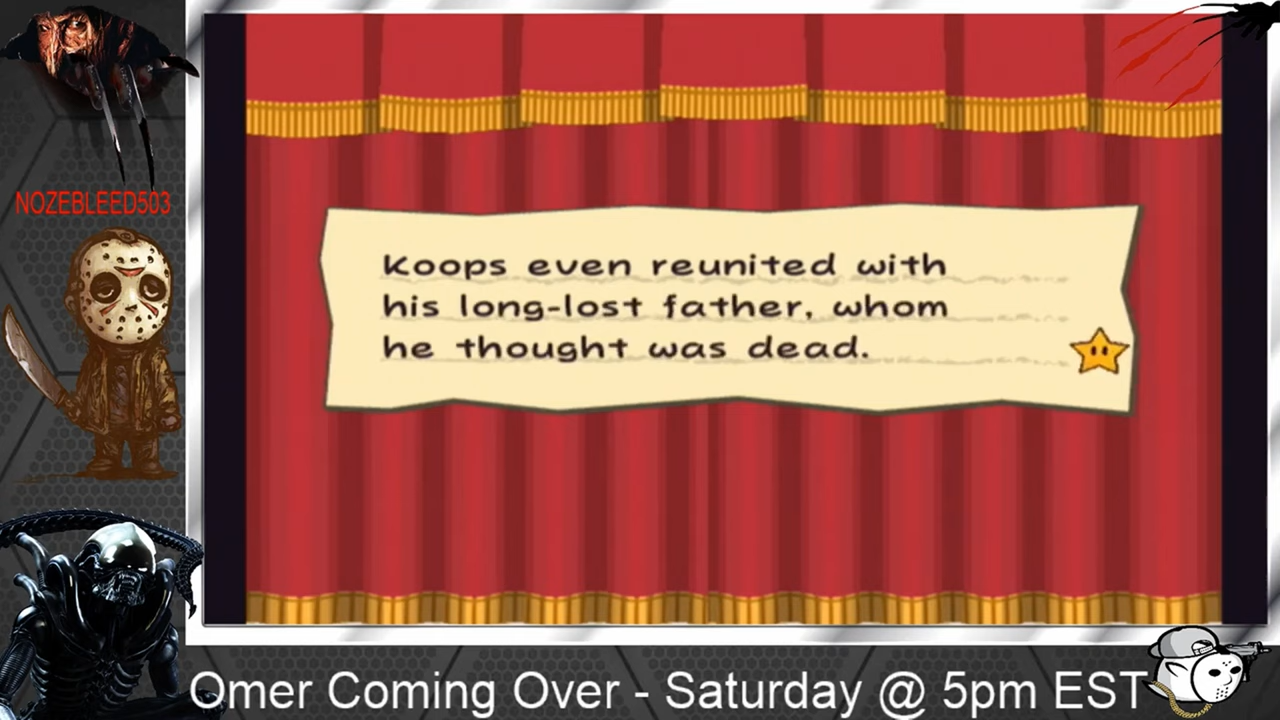 NOZEBLEED503
Koops even reunited with
his long-lost father, whom
he thought was dead.
Omer Coming Over - Saturday @ 5pm EST